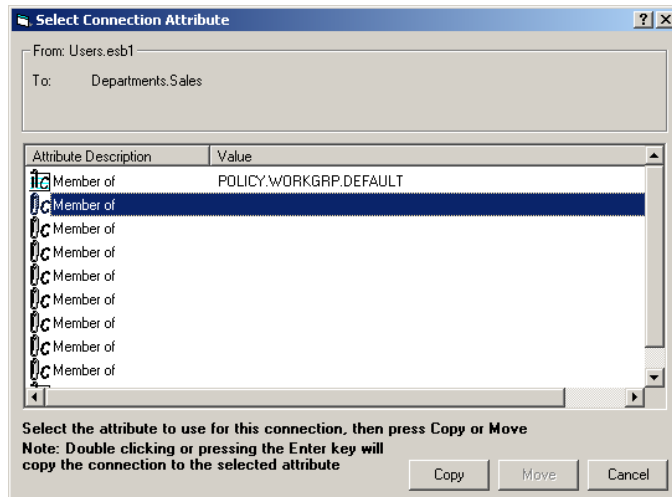 Select Connection Attribute
From: Users.esb1
To: Departments.Sales
Attribute Description Value
Member of POLICY.WORKGRP.DEFAULT
Member of
Member of
Member of
Member of
Member of
Member of
Member of
Member of
Select the attribute to use for this connection, then press Copy or Move
Note: Double clicking or pressing the Enter key will
copy the connection to the selected attribute
Copy Move Cancel